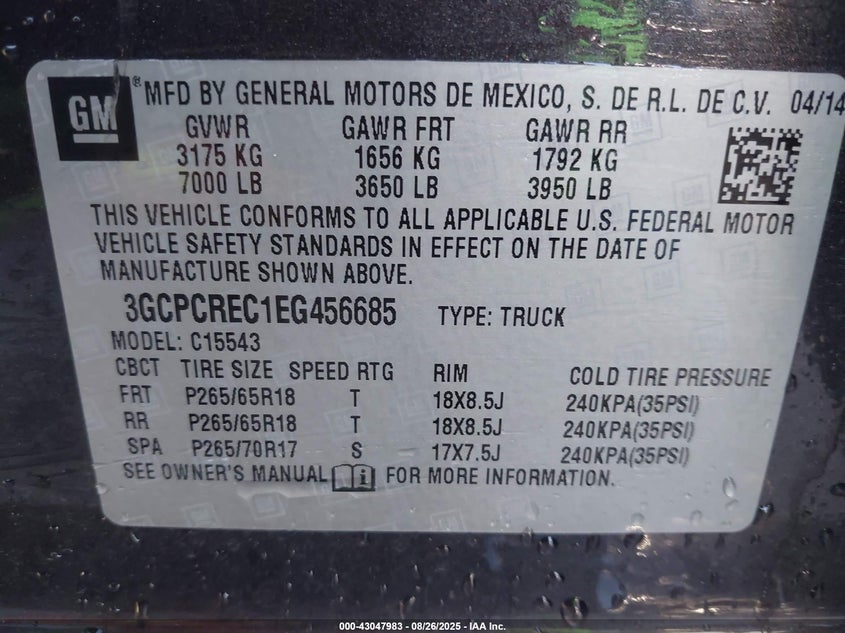 GM ® MFD BY GENERAL MOTORS DE MEXICO, S. DE R.L. DE C.V. 04/14
GVWR GAWR FRT GAWR RR
3175 KG 1656 KG 1792 KG
7000 LB 3650 LB 3950 LB
THIS VEHICLE CONFORMS TO ALL APPLICABLE U.S. FEDERAL MOTOR
VEHICLE SAFETY STANDARDS IN EFFECT ON THE DATE OF
MANUFACTURE SHOWN ABOVE.
3GCPCREC1EG456685 TYPE: TRUCK
MODEL: C15543
CBCT TIRE SIZE SPEED RTG RIM COLD TIRE PRESSURE
FRT P265/65R18 T 18X8.5J 240KPA(35PSI)
RR P265/65R18 T 18X8.5J 240KPA(35PSI)
SPA P265/70R17 S 17X7.5J 240KPA(35PSI)
SEE OWNER'S MANUAL i FOR MORE INFORMATION.
000-43047983 - 08/26/2025 - IAA Inc.